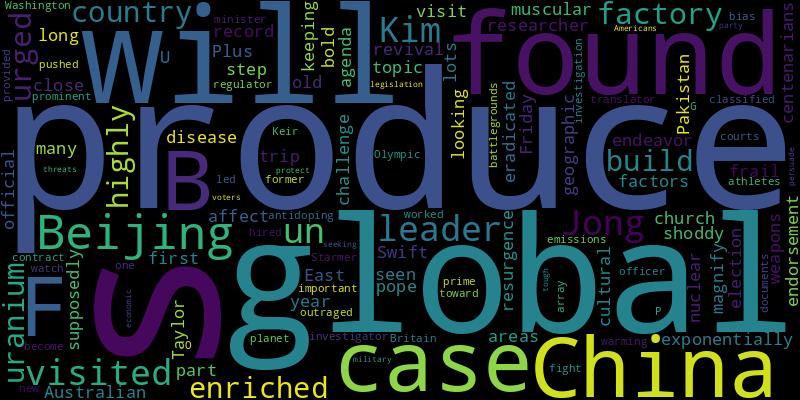 Washington
country
will
U
Kim
visit
muscular
factory
bias
minister
party
Americans
centenarians
long
pushed
record
keeping
bold
agenda
revival
lots
researcher
found
provided
urged
close
prominent
Plus
step
regulator
old
topic
legislation
looking
battlegrounds
investigation
translator
Pakistan
G
classified
produce
many
threats
highly
disease
B
Keir
trip
protect
former
led
voters
challenge
Olympic
eradicated
Friday
geographic
endeavor
build
factors
courts
frail
athletes
persuade
official
affect
antidoping
worked
Beijing
hired
un
leader
seeking
Swift
resurgence
Jong
church
shoddy
endorsement
weapons
contract
first
watch
supposedly
S
global
Starmer
East
important
year
outraged
seen
pope
prime
toward
emissions
tough
array
cultural
officer
P
nuclear
magnify
election
documents
uranium
F
one
economic
Taylor
planet
investigator
Britain
areas
warming
exponentially
become
visited
part
new
Australian
enriched
case
military
fight
China